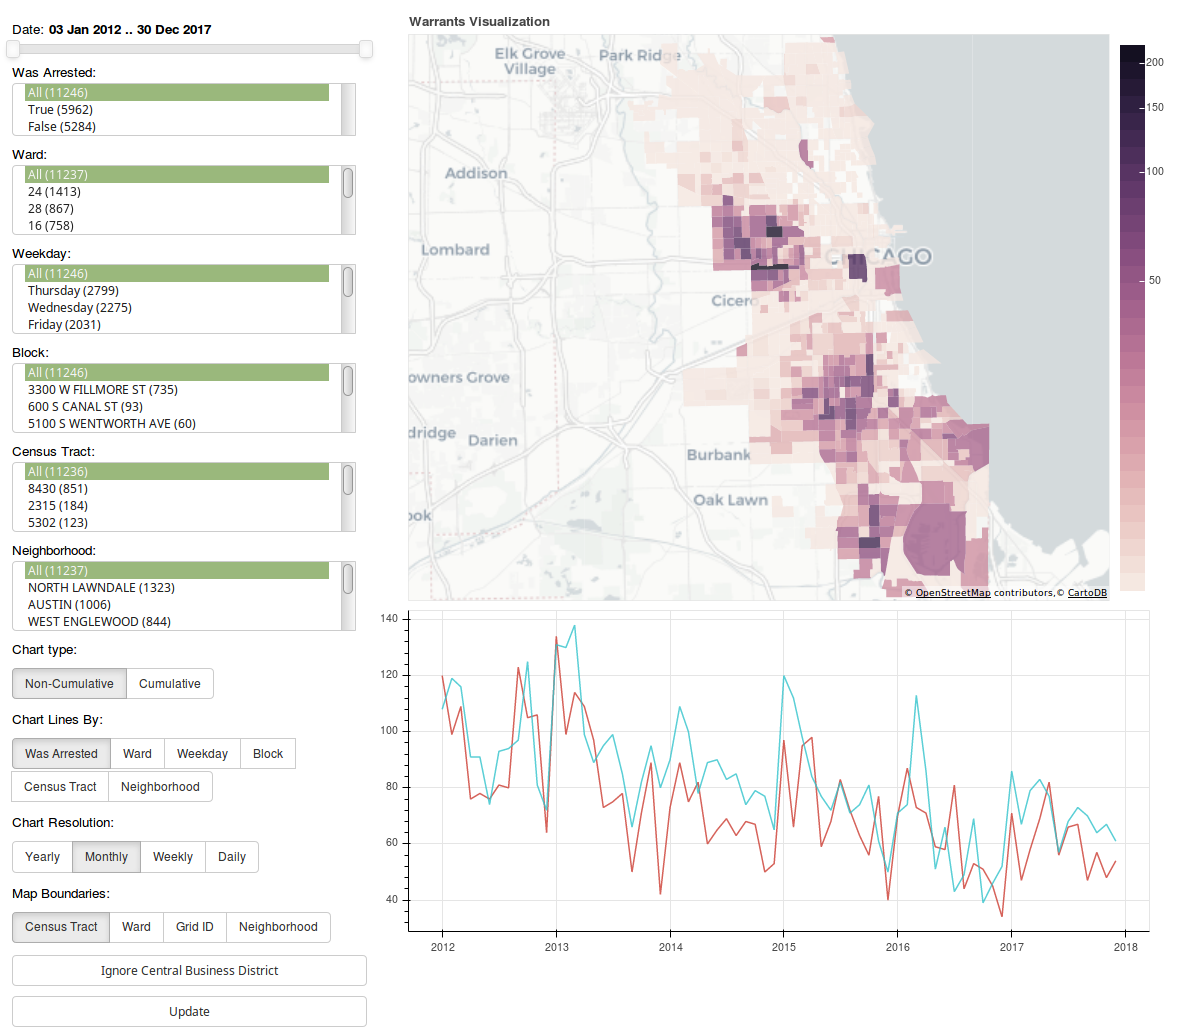 Date: 03 Jan 2012 .. 30 Dec 2017
Was Arrested:
All (11246)
True (5962)
False (5284)
Ward:
All (11237)
24 (1413)
28 (867)
16 (758)
Weekday:
All (11246)
Thursday (2799)
Wednesday (2275)
Friday (2031)
Block:
All (11246)
3300 W FILLMORE ST (735)
600 S CANAL ST (93)
5100 S WENTWORTH AVE (60)
Census Tract:
All (11236)
8430 (851)
2315 (184)
5302 (123)
Neighborhood:
All (11237)
NORTH LAWNDALE (1323)
AUSTIN (1006)
WEST ENGLEWOOD (844)
Chart type:
Non-Cumulative Cumulative
Chart Lines By:
Was Arrested Ward Weekday Block
Census Tract Neighborhood
Chart Resolution:
Yearly Monthly Weekly Daily
Map Boundaries:
Census Tract Ward Grid ID Neighborhood
Ignore Central Business District
Update
Warrants Visualization
Elk Grove
Village
Park Ridge
Addison
Lombard
CHICAGO
Cicero
owners Grove
dridge
Darien
Burbank
Oak Lawn
ook
© OpenStreetMap contributors,© CartoDB
200
150
100
50
140
120
100
80
60
40
2012 2013 2014 2015 2016 2017 2018